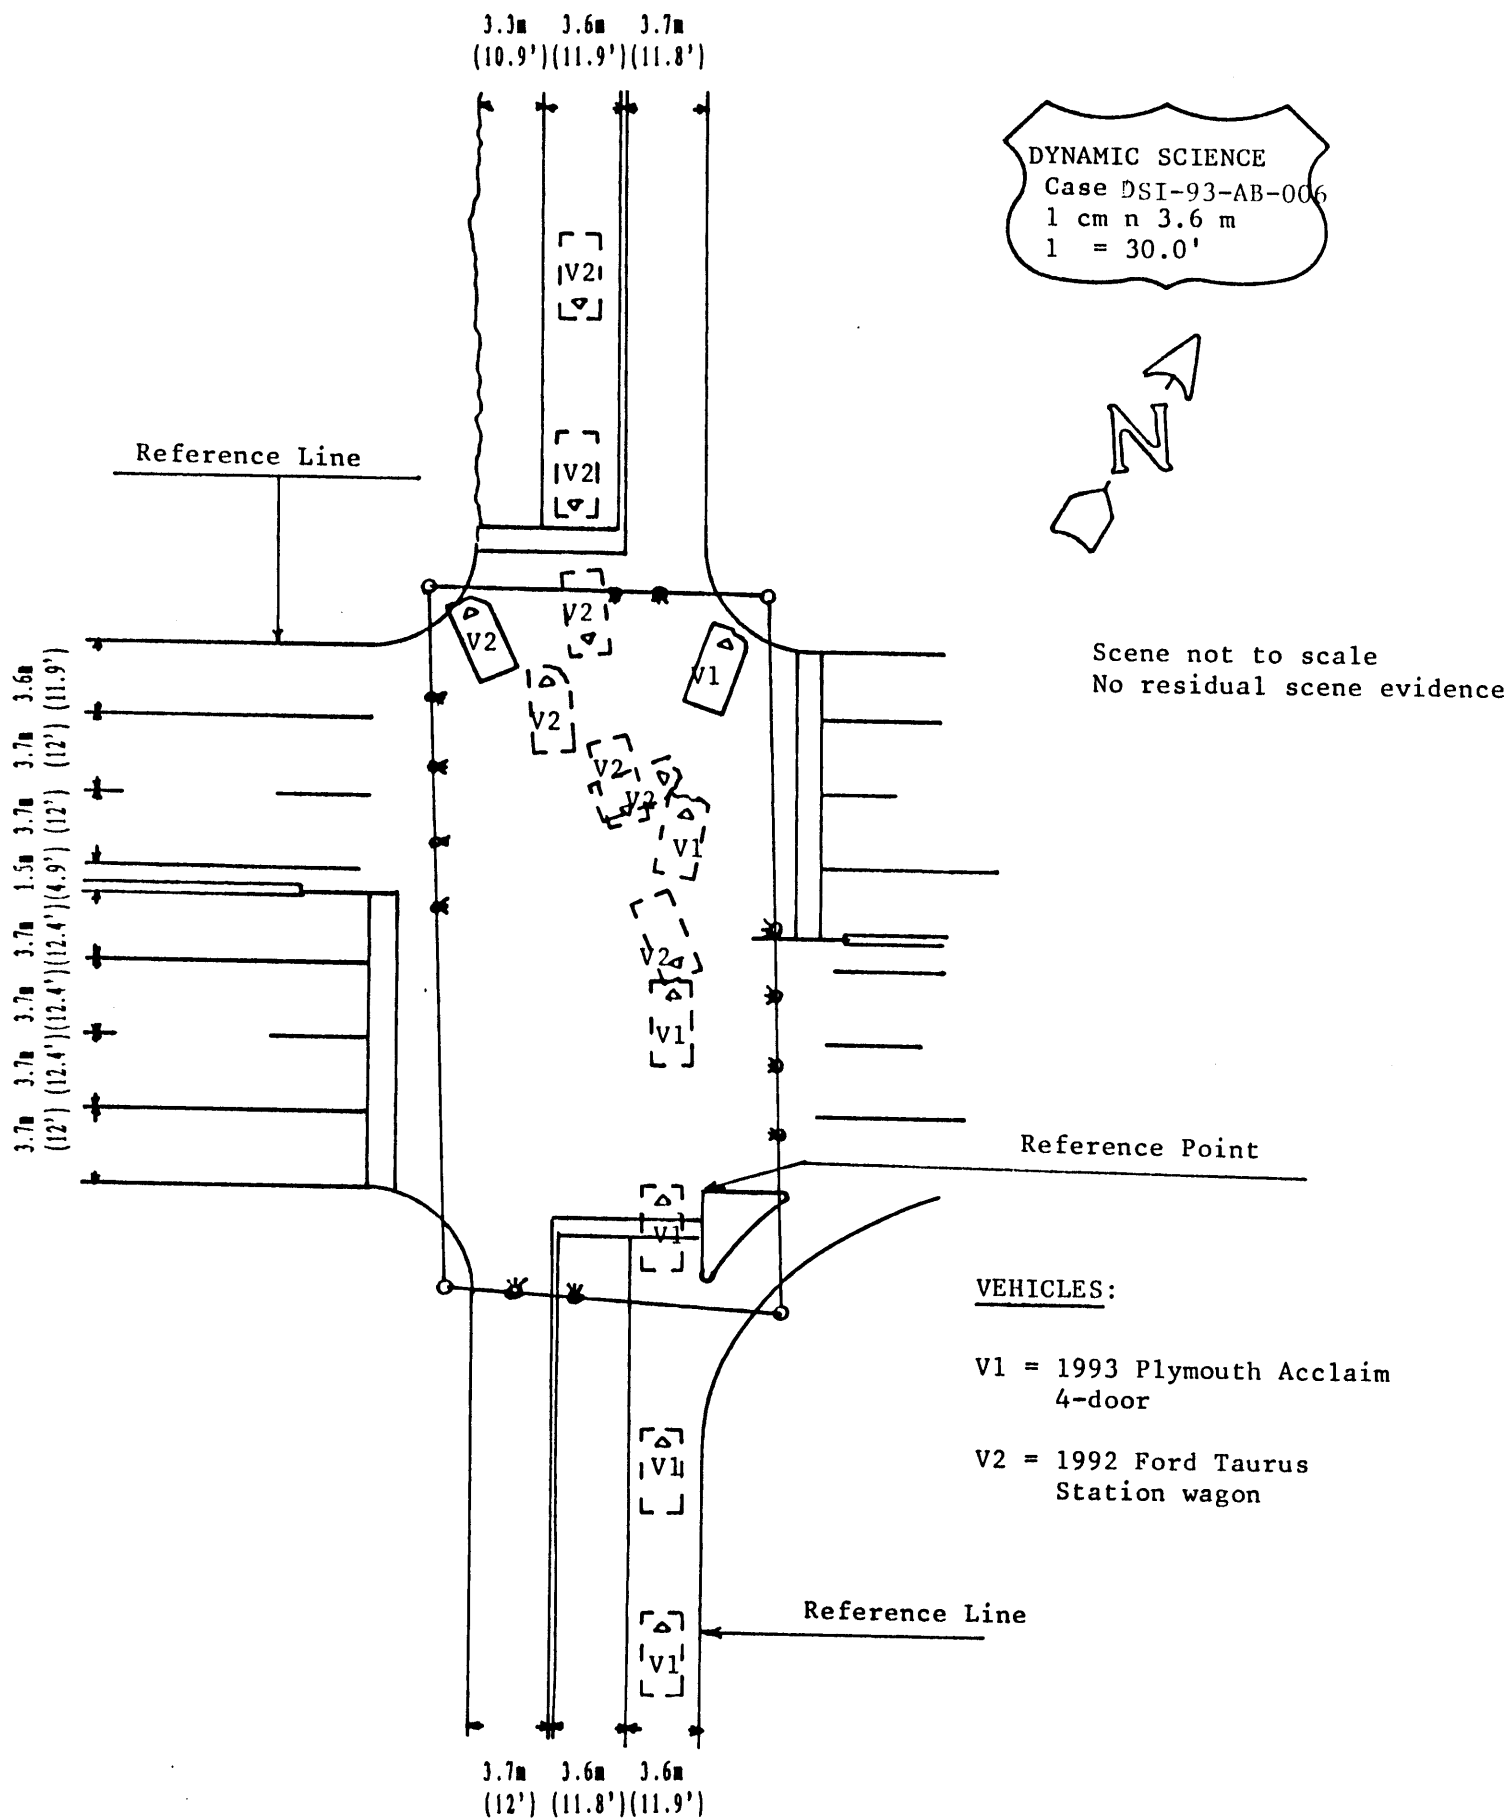 3.3m 3.6m 3.7m
(10.9')(11.9')(11.8')
DYNAMIC SCIENCE
Case DSI-93-AB-006
1 cm n 3.6 m
1 = 30.0'
V2
N
V2
Reference Line
V2
V2
V1
V2
Scene not to scale
No residual scene evidence
V2
V2
V1
V2
V1
3.7m 3.7m 3.7m 3.7m 1.5m 3.7m 3.7m 3.6m
(12') (12.4')(12.4')(12.4')(4.9') (12') (12') (11.9')
Reference Point
V1
VEHICLES:
V1 = 1993 Plymouth Acclaim
4-door
V1
V2 = 1992 Ford Taurus
Station wagon
Reference Line
V1
3.7m 3.6m 3.6m
(12') (11.8')(11.9')